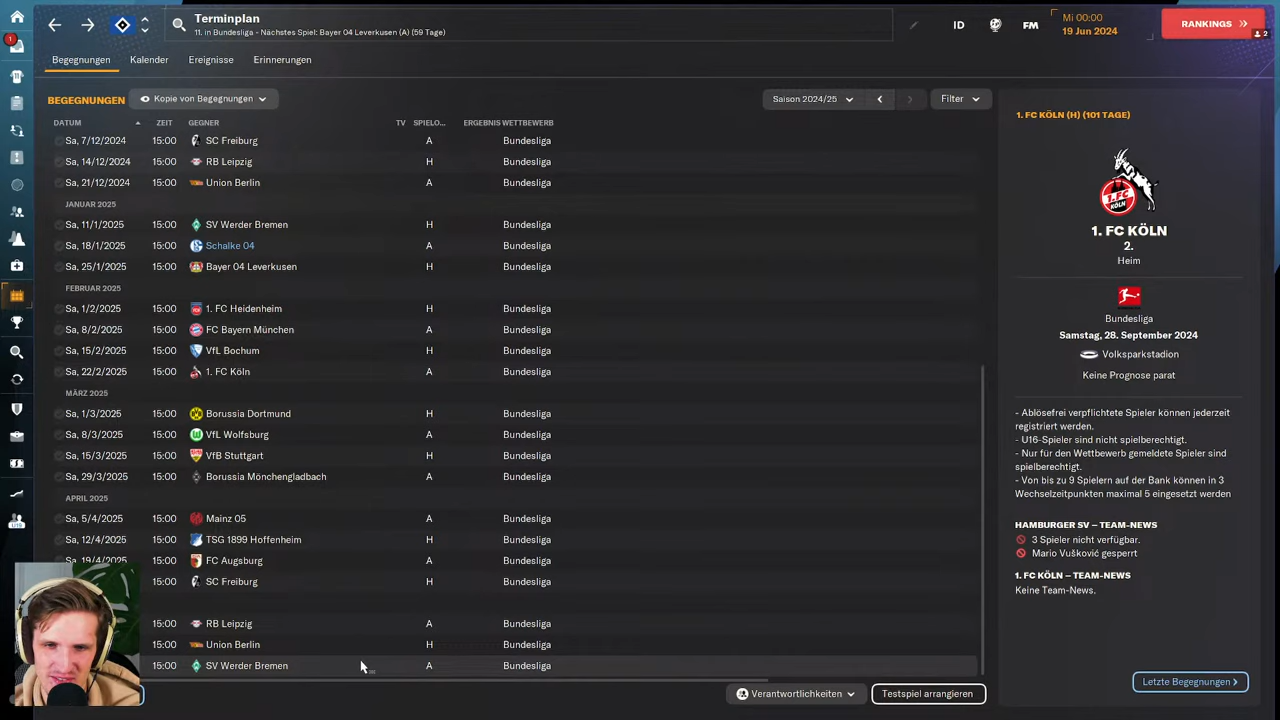 Terminplan
11. in Bundesliga - Nächstes Spiel: Bayer 04 Leverkusen (A) (59 Tage)
ID FM Mi 00:00
19 Jun 2024
RANKINGS
2
1
Begegnungen Kalender Ereignisse Erinnerungen
BEGEGNUNGEN Kopie von Begegnungen Saison 2024/25 Filter
DATUM ZEIT GEGNER TV SPIELO... ERGEBNIS WETTBEWERB
Sa, 7/12/2024 15:00 SC Freiburg A Bundesliga
Sa, 14/12/2024 15:00 RB Leipzig H Bundesliga
Sa, 21/12/2024 15:00 Union Berlin A Bundesliga
JANUAR 2025
Sa, 11/1/2025 15:00 SV Werder Bremen H Bundesliga
Sa, 18/1/2025 15:00 Schalke 04 A Bundesliga
Sa, 25/1/2025 15:00 Bayer 04 Leverkusen H Bundesliga
FEBRUAR 2025
Sa, 1/2/2025 15:00 1. FC Heidenheim H Bundesliga
Sa, 8/2/2025 15:00 FC Bayern München A Bundesliga
Sa, 15/2/2025 15:00 VfL Bochum H Bundesliga
Sa, 22/2/2025 15:00 1. FC Köln A Bundesliga
MÄRZ 2025
Sa, 1/3/2025 15:00 Borussia Dortmund H Bundesliga
Sa, 8/3/2025 15:00 VfL Wolfsburg A Bundesliga
Sa, 15/3/2025 15:00 VfB Stuttgart H Bundesliga
Sa, 29/3/2025 15:00 Borussia Mönchengladbach A Bundesliga
APRIL 2025
Sa, 5/4/2025 15:00 Mainz 05 A Bundesliga
Sa, 12/4/2025 15:00 TSG 1899 Hoffenheim H Bundesliga
Sa, 19/4/2025 15:00 FC Augsburg A Bundesliga
15:00 SC Freiburg H Bundesliga
15:00 RB Leipzig A Bundesliga
15:00 Union Berlin H Bundesliga
15:00 SV Werder Bremen A Bundesliga
Verantwortlichkeiten Testspiel arrangieren
1. FC KÖLN (H) (101 TAGE)
1. FC KÖLN
1. FC KÖLN
2.
Heim
Bundesliga
Samstag, 28. September 2024
Volksparkstadion
Keine Prognose parat
- Ablösefrei verpflichtete Spieler können jederzeit
registriert werden.
- U16-Spieler sind nicht spielberechtigt.
- Nur für den Wettbewerb gemeldete Spieler sind
spielberechtigt.
- Von bis zu 9 Spielern auf der Bank können in 3
Wechselzeitpunkten maximal 5 eingesetzt werden
HAMBURGER SV – TEAM-NEWS
3 Spieler nicht verfügbar.
Mario Vušković gesperrt
1. FC KÖLN – TEAM-NEWS
Keine Team-News.
Letzte Begegnungen
U19